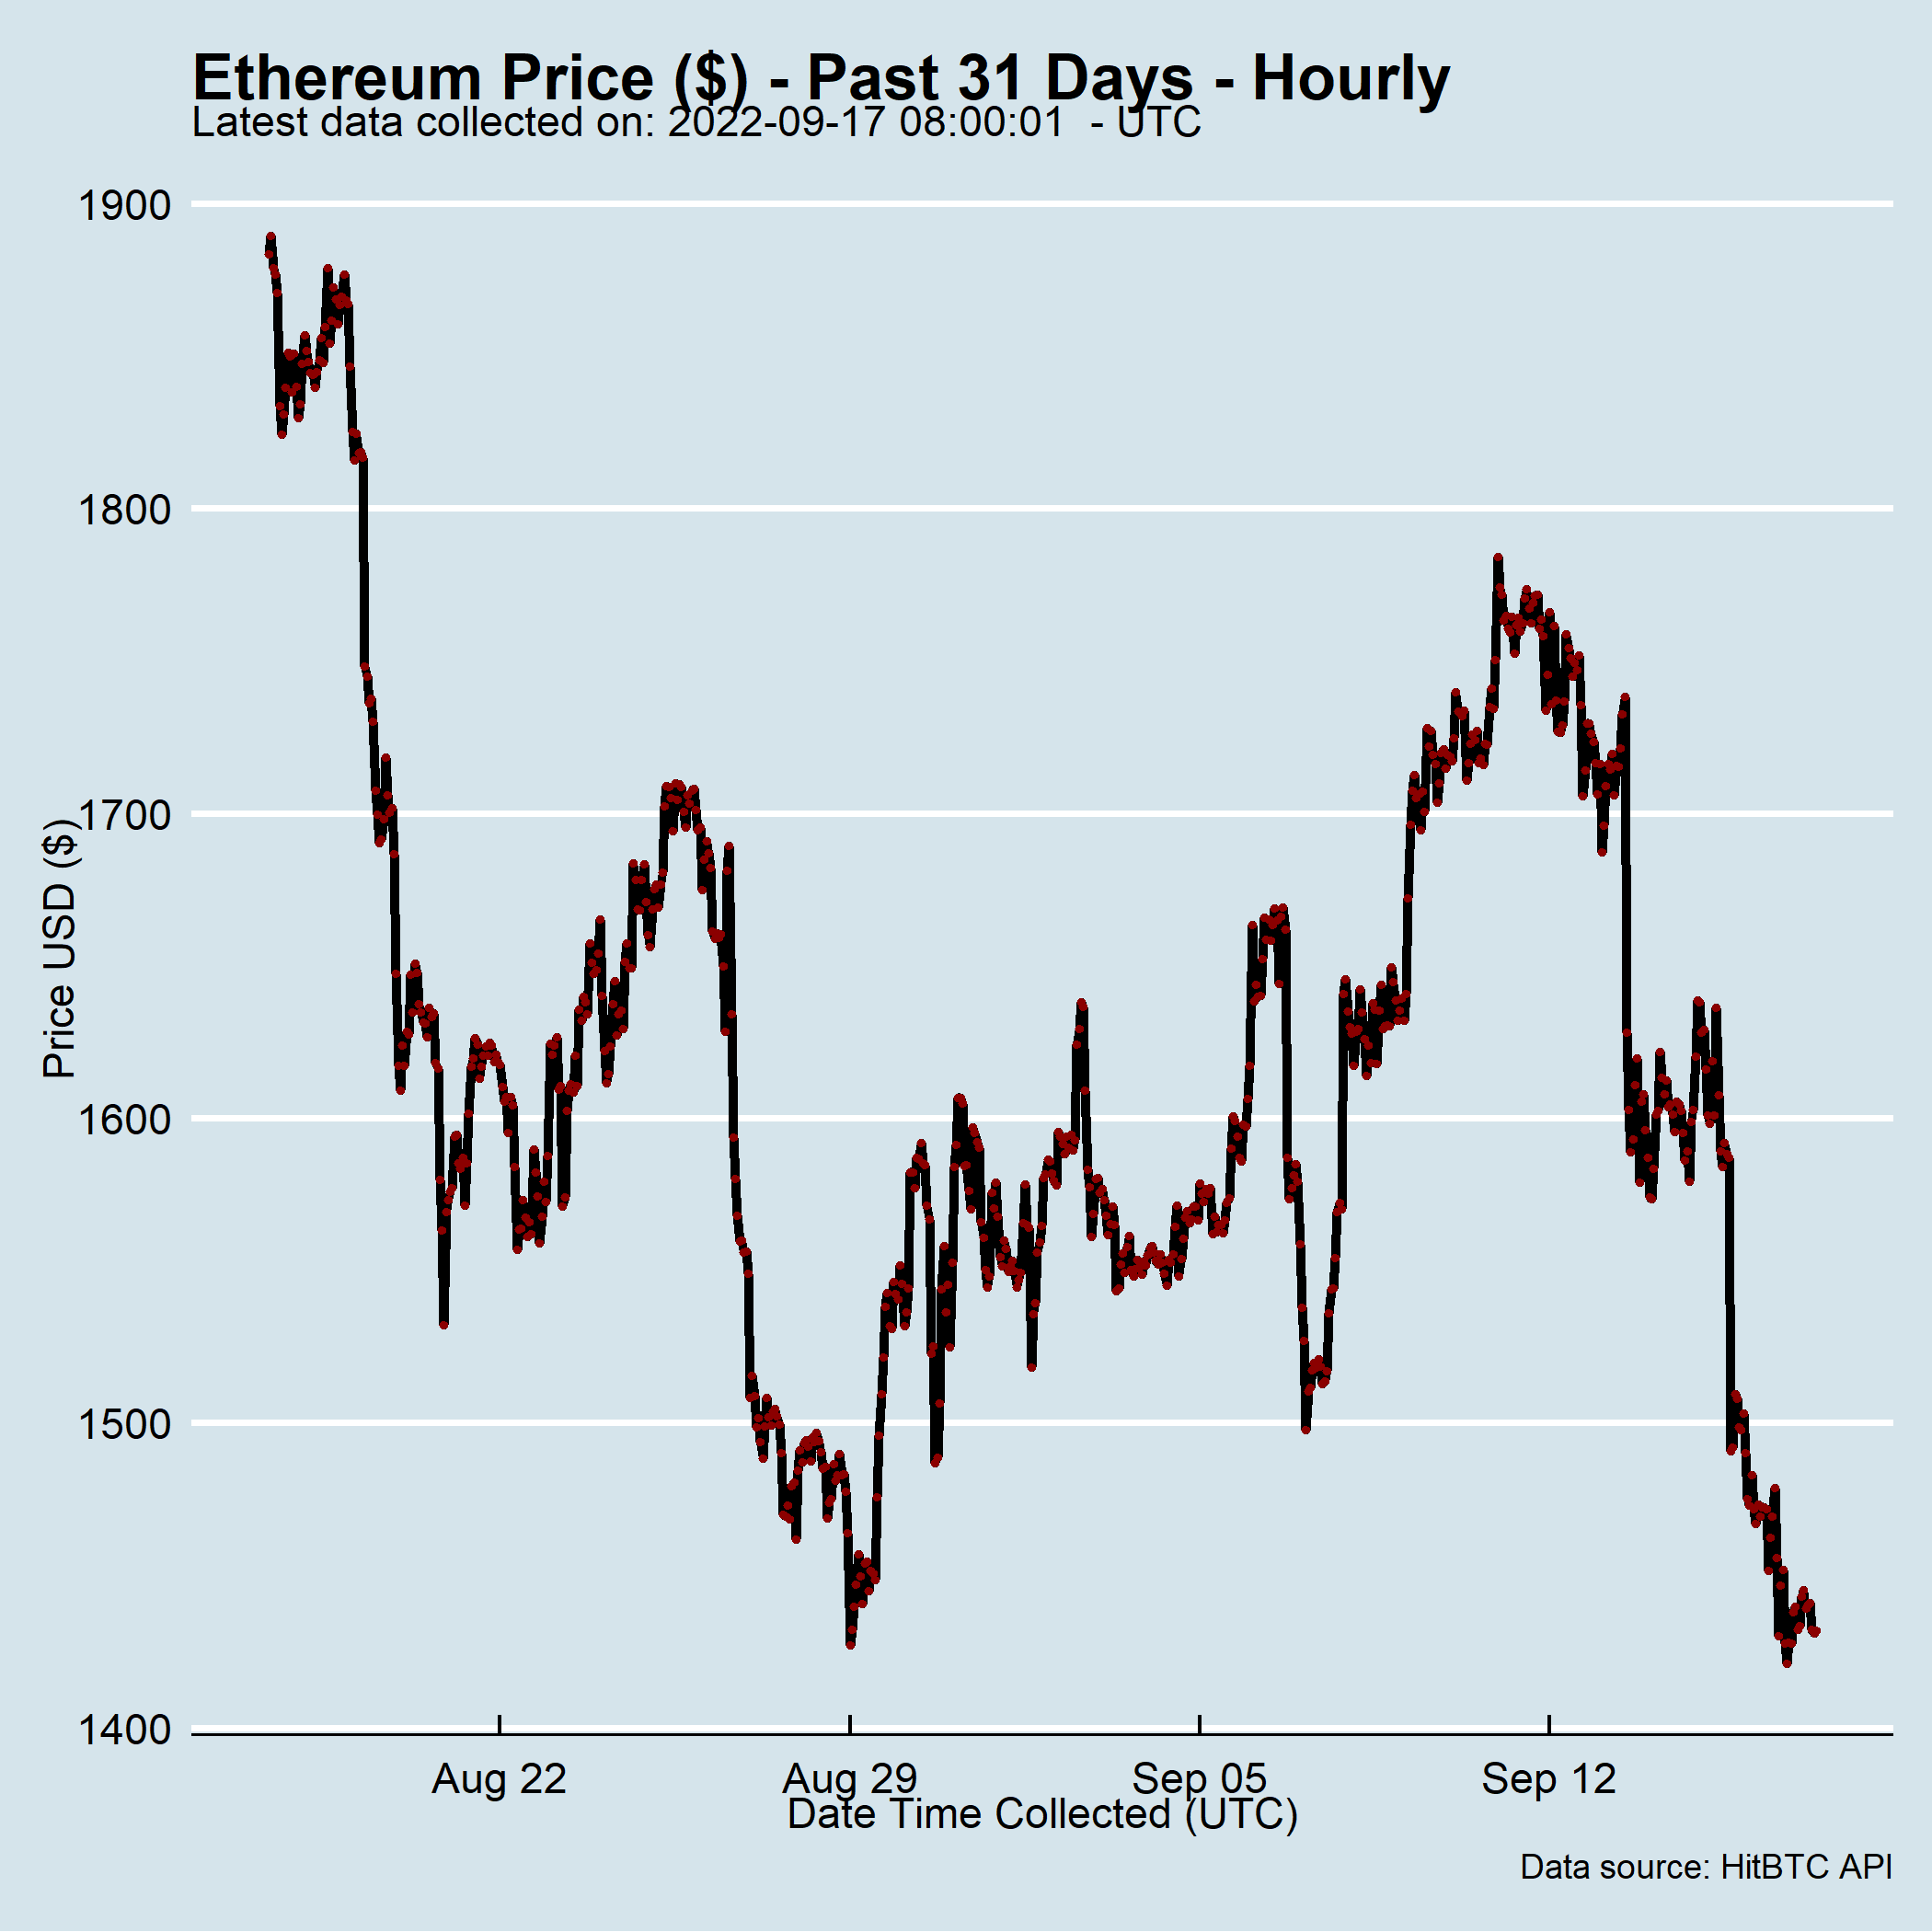 Ethereum Price ($) - Past 31 Days - Hourly
Latest data collected on: 2022-09-17 08:00:01  - UTC
1900
1800
1700
1600
1500
1400
Price USD ($)
Aug 22 Aug 29 Sep 05 Sep 12
Date Time Collected (UTC)
Data source: HitBTC API